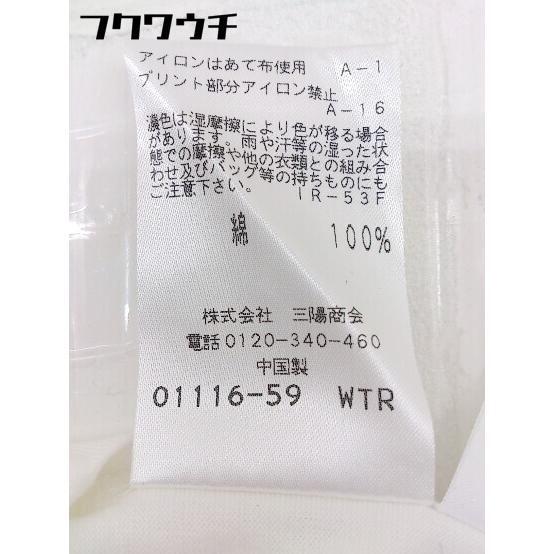 フクワウチ
アイロンはあて布使用 A-1
プリント部分アイロン禁止
A-16
濃色は湿摩擦により色が移る場合
があります。雨や汗等の湿った状
態での摩擦や他の衣類との組み合
わせ及びバッグ等の持ちものにも
ご注意下さい。 IR-53F
綿 100%
株式会社 三陽商会
電話0120-340-460
中国製
01116-59 WTR